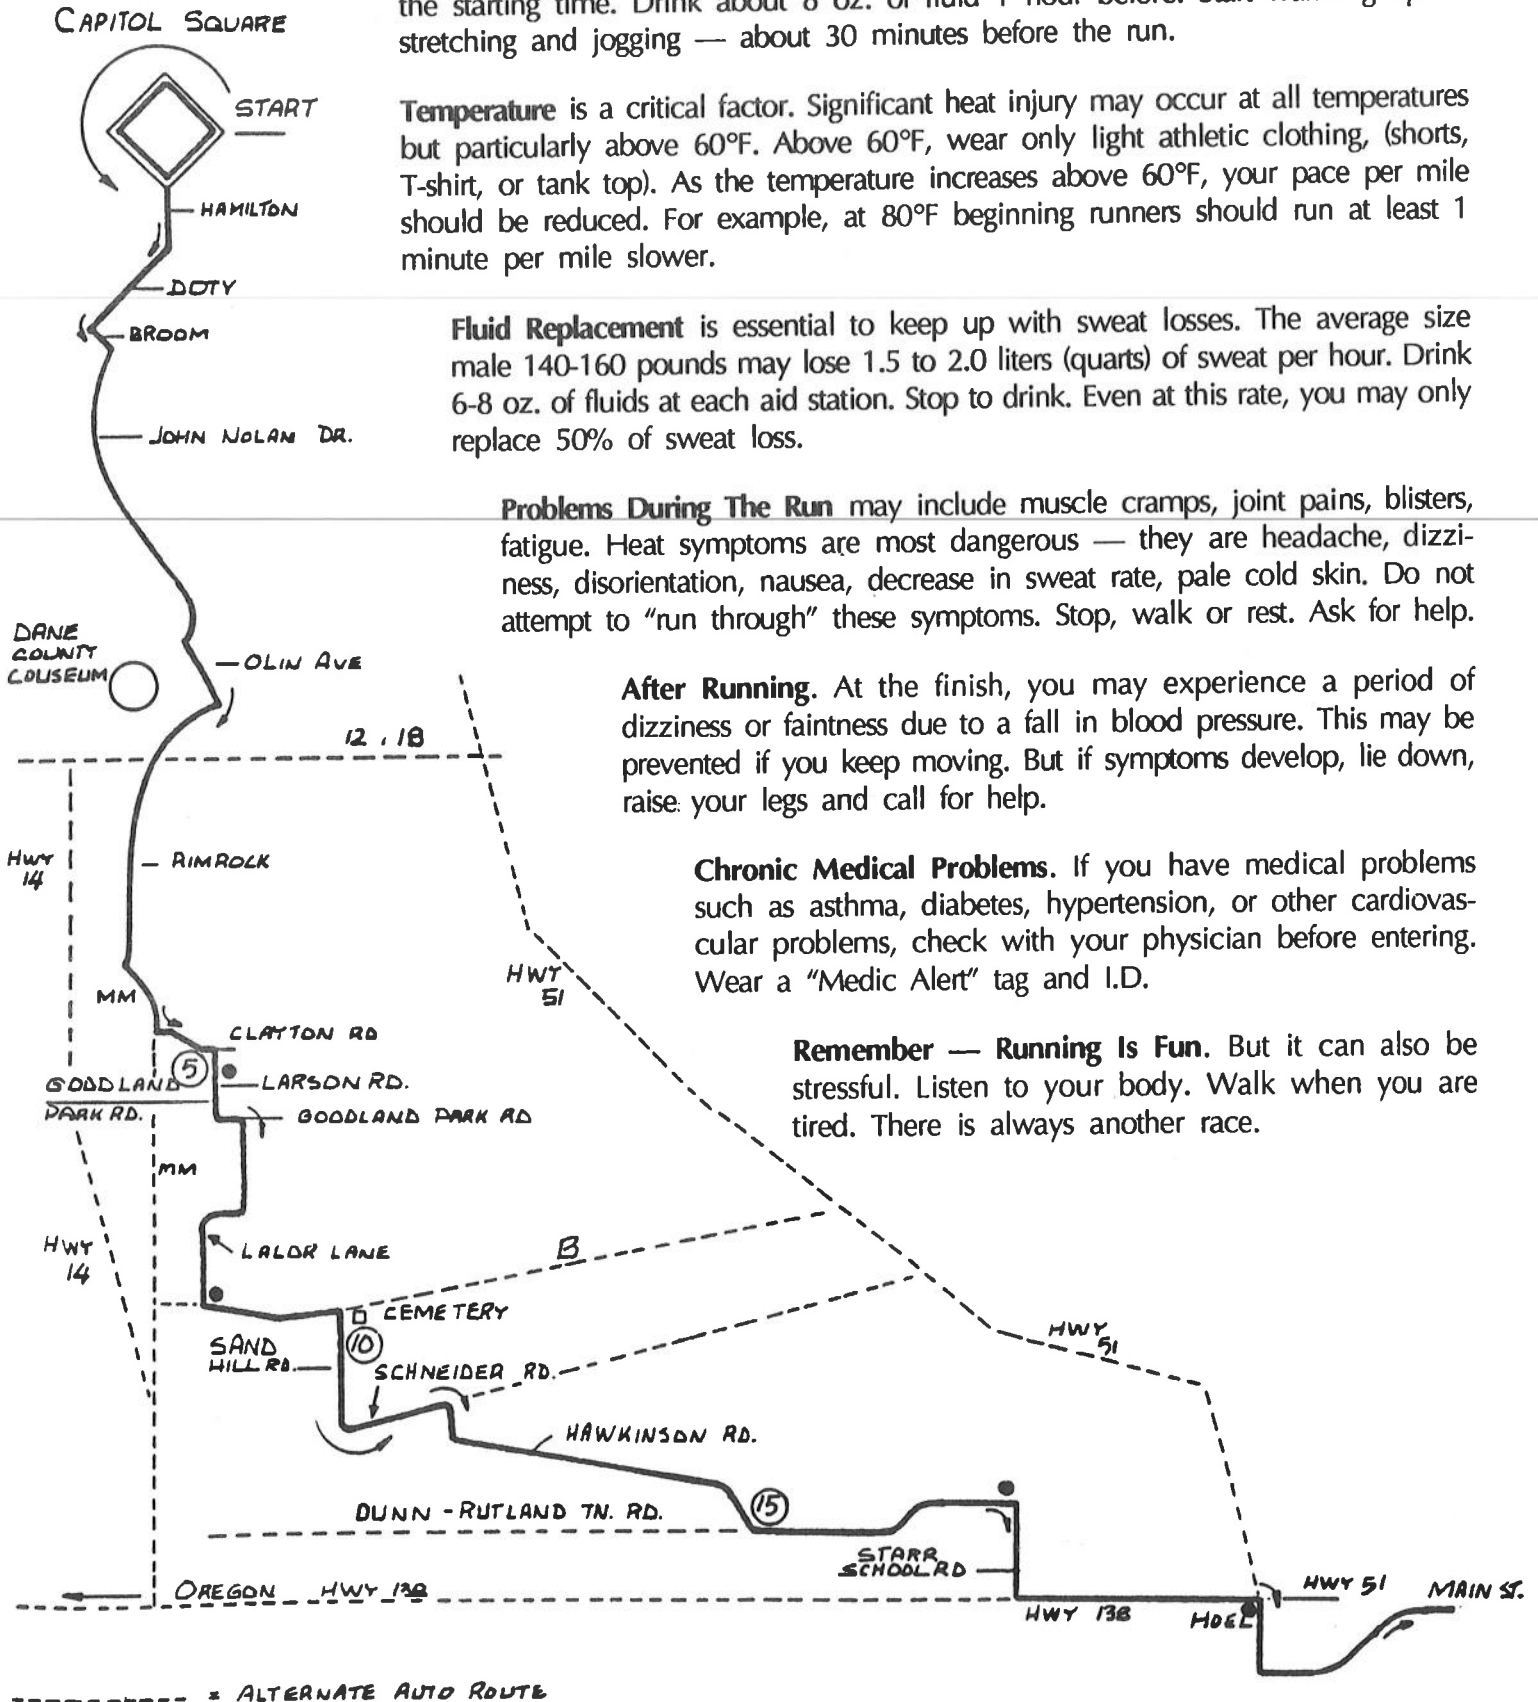 CAPITOL SQUARE
START
HAMILTON
DOTY
BROOM
JOHN NOLAN DR.
DANE
COUNTY
COLISEUM
OLIN AVE
12 . 18
HWY
14
RIMROCK
HWY
51
MM
CLAYTON RD
5
GOODLAND
PARK RD.
LARSON RD.
GOODLAND PARK RD
MM
HWY
14
LALOR LANE
B
CEMETERY
10
SAND
HILL RD.
SCHNEIDER RD.
HWY
51
HAWKINSON RD.
15
DUNN - RUTLAND TN. RD.
STARR
SCHOOL RD
OREGON HWY 138
HWY 138
HOEL
HWY 51
MAIN ST.
= ALTERNATE AUTO ROUTE
the starting time. Drink about 8 oz. of fluid 1 hour before.
stretching and jogging — about 30 minutes before the run.
Temperature is a critical factor. Significant heat injury may occur at all temperatures
but particularly above 60°F. Above 60°F, wear only light athletic clothing, (shorts,
T-shirt, or tank top). As the temperature increases above 60°F, your pace per mile
should be reduced. For example, at 80°F beginning runners should run at least 1
minute per mile slower.
Fluid Replacement is essential to keep up with sweat losses. The average size
male 140-160 pounds may lose 1.5 to 2.0 liters (quarts) of sweat per hour. Drink
6-8 oz. of fluids at each aid station. Stop to drink. Even at this rate, you may only
replace 50% of sweat loss.
Problems During The Run may include muscle cramps, joint pains, blisters,
fatigue. Heat symptoms are most dangerous — they are headache, dizzi-
ness, disorientation, nausea, decrease in sweat rate, pale cold skin. Do not
attempt to "run through" these symptoms. Stop, walk or rest. Ask for help.
After Running. At the finish, you may experience a period of
dizziness or faintness due to a fall in blood pressure. This may be
prevented if you keep moving. But if symptoms develop, lie down,
raise your legs and call for help.
Chronic Medical Problems. If you have medical problems
such as asthma, diabetes, hypertension, or other cardiovas-
cular problems, check with your physician before entering.
Wear a "Medic Alert" tag and I.D.
Remember — Running Is Fun. But it can also be
stressful. Listen to your body. Walk when you are
tired. There is always another race.